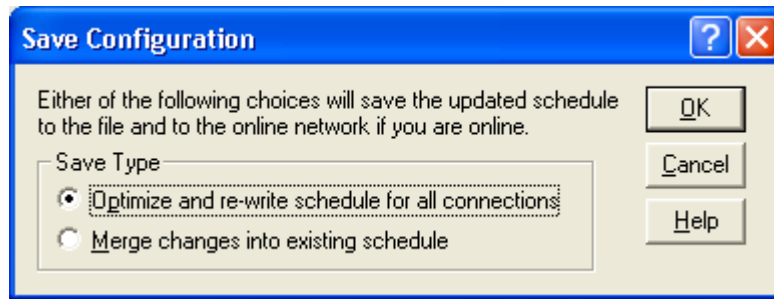 Save Configuration
?
Either of the following choices will save the updated schedule
to the file and to the online network if you are online.
OK
Save Type
Cancel
Optimize and re-write schedule for all connections
Help
Merge changes into existing schedule